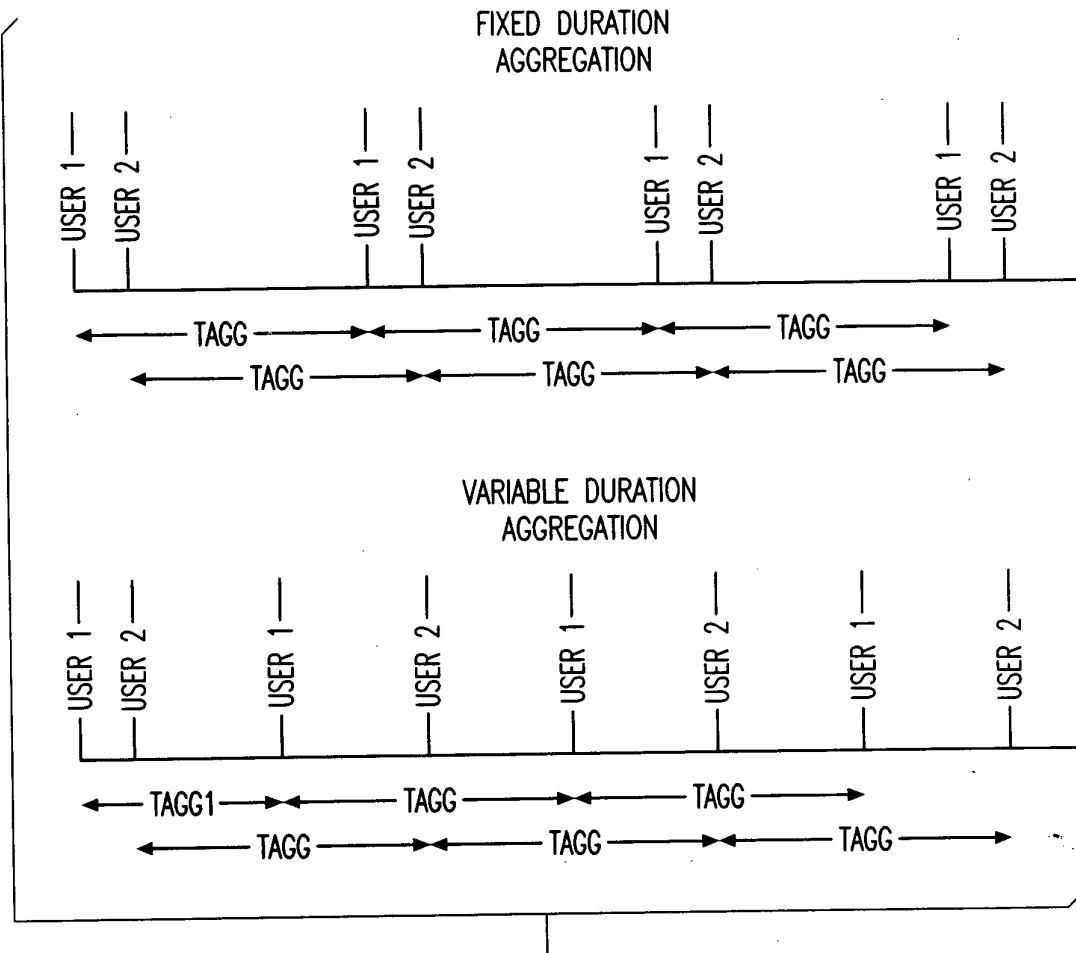 FIXED DURATION
AGGREGATION
USER 1
USER 2
USER 1
USER 2
USER 1
USER 2
USER 1
USER 2
TAGG TAGG TAGG
TAGG TAGG TAGG
VARIABLE DURATION
AGGREGATION
USER 1
USER 2
USER 1
USER 2
USER 1
USER 2
USER 1
USER 2
TAGG1 TAGG TAGG
TAGG TAGG TAGG